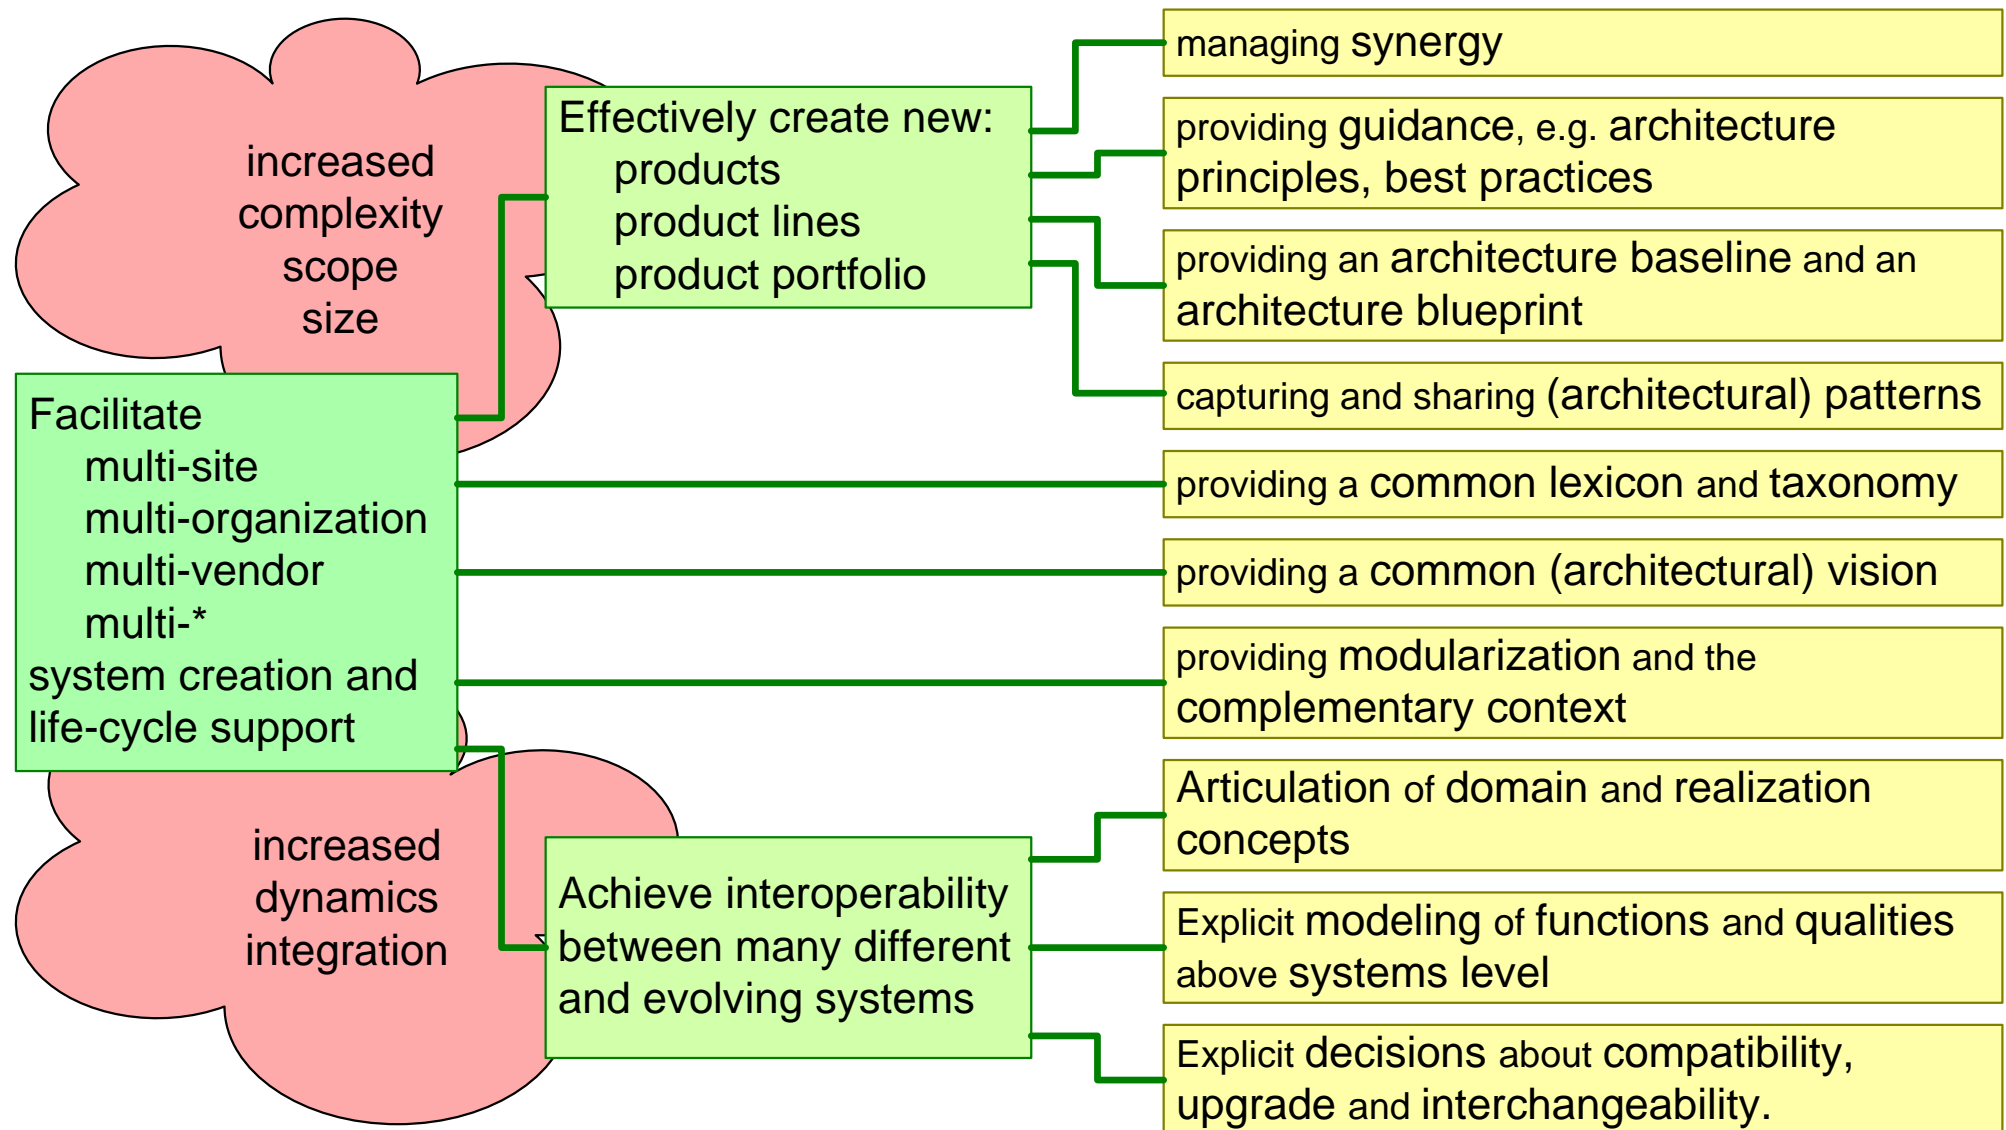 increased
complexity
scope
size
Effectively create new:
products
product lines
product portfolio
Facilitate
multi-site
multi-organization
multi-vendor
multi-*
system creation and
life-cycle support
increased
dynamics
integration
Achieve interoperability
between many different
and evolving systems
managing synergy
providing guidance, e.g. architecture
principles, best practices
providing an architecture baseline and an
architecture blueprint
capturing and sharing (architectural) patterns
providing a common lexicon and taxonomy
providing a common (architectural) vision
providing modularization and the
complementary context
Articulation of domain and realization
concepts
Explicit modeling of functions and qualities
above systems level
Explicit decisions about compatibility,
upgrade and interchangeability.